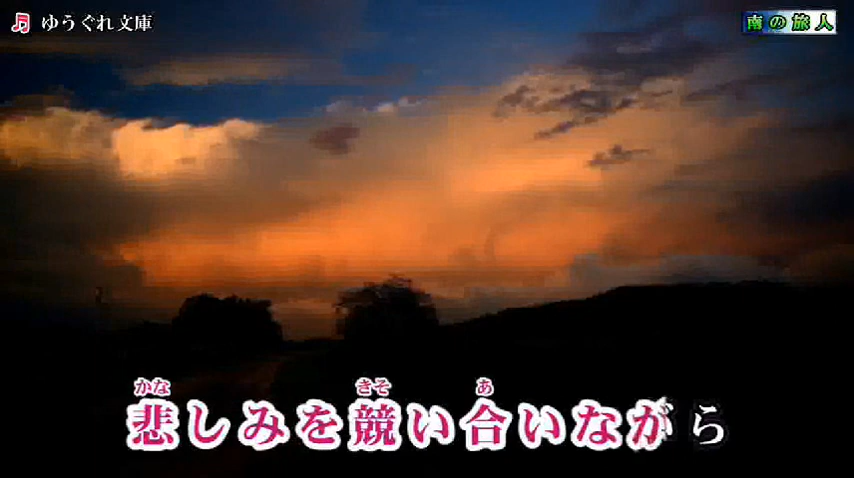 ゆうぐれ文庫
南の旅人
かな きそ あ
悲しみを競い合いながら